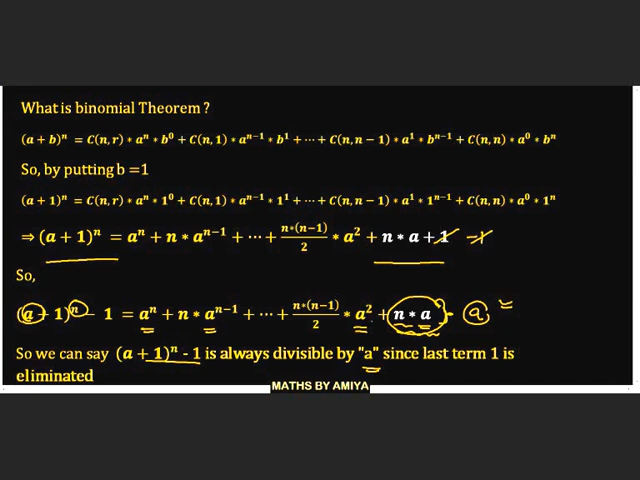 What is binomial Theorem ?
(a + b)ⁿ = C(n, r) * aⁿ * b⁰ + C(n, 1) * aⁿ⁻¹ * b¹ + ⋯ + C(n, n − 1) * a¹ * bⁿ⁻¹ + C(n, n) * a⁰ * bⁿ
So, by putting b =1
(a + 1)ⁿ = C(n, r) * aⁿ * 1⁰ + C(n, 1) * aⁿ⁻¹ * 1¹ + ⋯ + C(n, n − 1) * a¹ * 1ⁿ⁻¹ + C(n, n) * a⁰ * 1ⁿ
⇒ (a + 1)ⁿ = aⁿ + n * aⁿ⁻¹ + ⋯ + n*(n−1)/2 * a² + n * a + 1 -1
So,
(a + 1)ⁿ − 1 = aⁿ + n * aⁿ⁻¹ + ⋯ + n*(n−1)/2 * a² + n * a a
So we can say (a + 1)ⁿ - 1 is always divisible by "a" since last term 1 is
eliminated
MATHS BY AMIYA